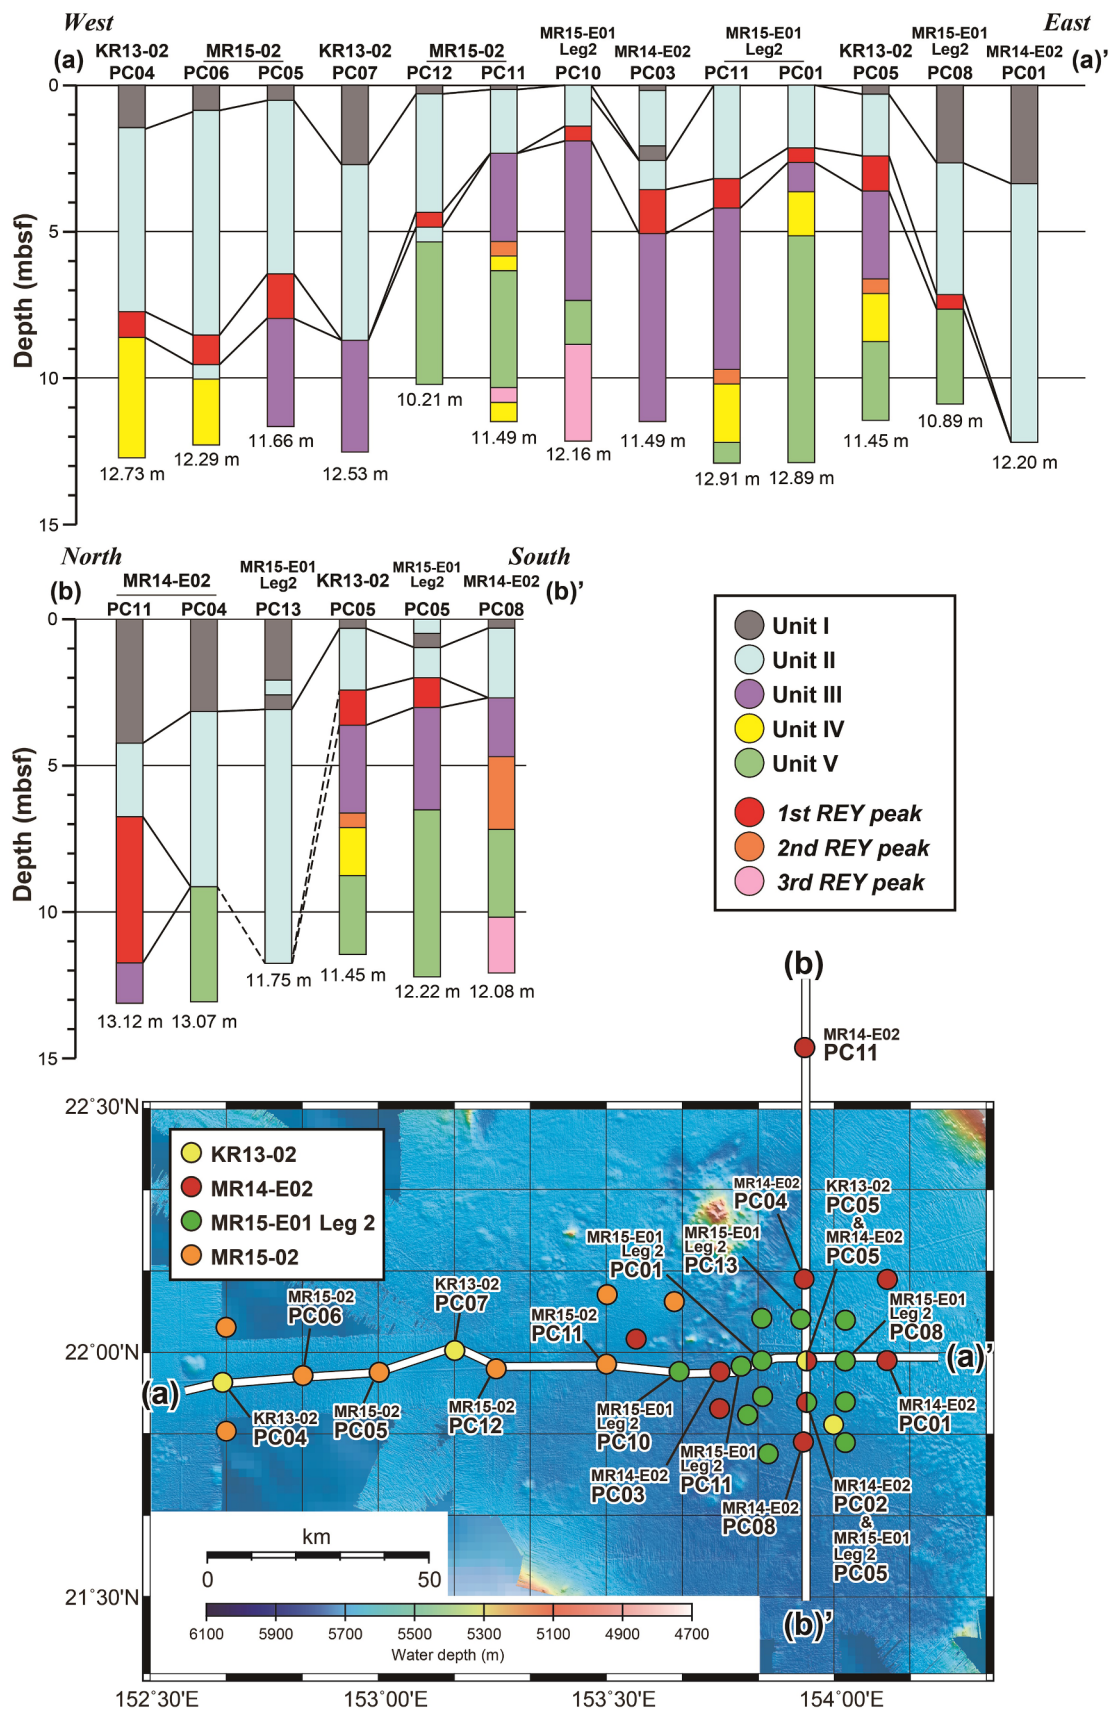 West
East
(a)
KR13-02
PC04
MR15-02
PC06
PC05
KR13-02
PC07
MR15-02
PC12
PC11
MR15-E01
Leg2
PC10
MR14-E02
PC03
MR15-E01
Leg2
PC11
PC01
KR13-02
PC05
MR15-E01
Leg2
PC08
MR14-E02
PC01
(a)’
Depth (mbsf)
0
5
10
15
12.73 m
12.29 m
11.66 m
12.53 m
10.21 m
11.49 m
12.16 m
11.49 m
12.91 m
12.89 m
11.45 m
10.89 m
12.20 m
North
South
(b)
MR14-E02
PC11
PC04
MR15-E01
Leg2
PC13
KR13-02
PC05
MR15-E01
Leg2
PC05
MR14-E02
PC08
(b)’
Depth (mbsf)
0
5
10
15
13.12 m
13.07 m
11.75 m
11.45 m
12.22 m
12.08 m
Unit I
Unit II
Unit III
Unit IV
Unit V
1st REY peak
2nd REY peak
3rd REY peak
(b)
MR14-E02
PC11
22°30'N
22°00'N
21°30'N
KR13-02
MR14-E02
MR15-E01 Leg 2
MR15-02
MR14-E02
PC04
KR13-02
PC05
&
MR14-E02
PC05
MR15-E01
Leg 2
PC01
MR15-E01
Leg 2
PC13
MR15-02
PC06
KR13-02
PC07
MR15-02
PC11
MR15-E01
Leg 2
PC08
(a)
(a)’
KR13-02
PC04
MR15-02
PC05
MR15-02
PC12
MR15-E01
Leg 2
PC10
MR14-E02
PC03
MR15-E01
Leg 2
PC11
MR14-E02
PC08
MR14-E02
PC01
MR14-E02
PC02
&
MR15-E01
Leg 2
PC05
(b)’
km
0
50
6100
5900
5700
5500
5300
5100
4900
4700
Water depth (m)
152°30'E
153°00'E
153°30'E
154°00'E